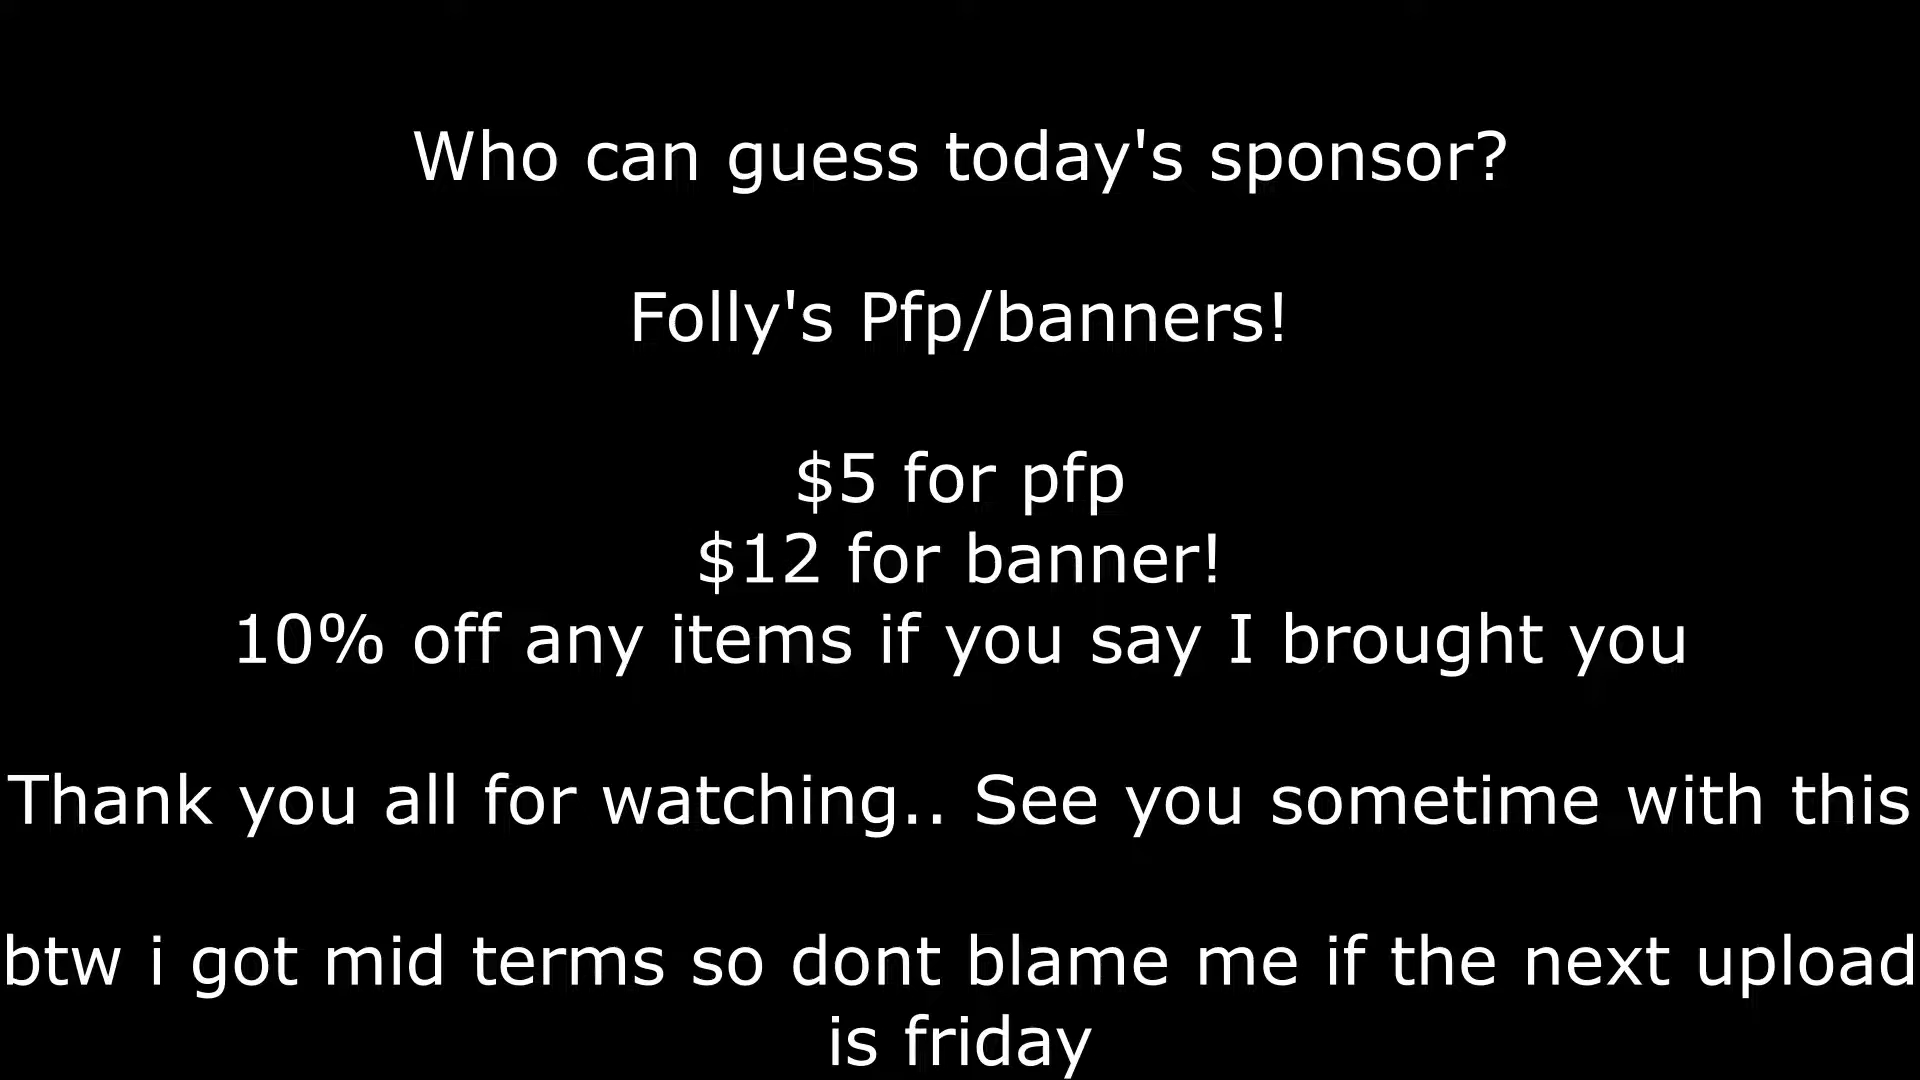 Who can guess today's sponsor?
Folly's Pfp/banners!
$5 for pfp
$12 for banner!
10% off any items if you say I brought you
Thank you all for watching.. See you sometime with this
btw i got mid terms so dont blame me if the next upload
is friday